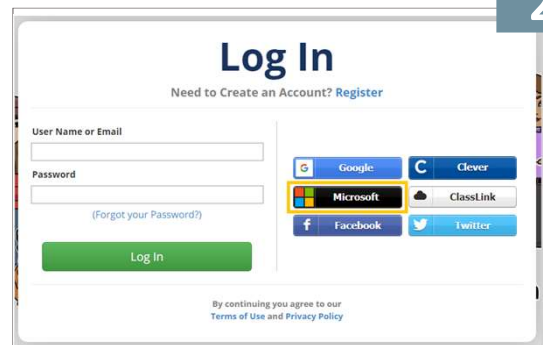 Log In
Need to Create an Account? Register
User Name or Email
Password
(Forgot your Password?)
Log In
G Google
C Clever
Microsoft
ClassLink
f Facebook
Twitter
By continuing you agree to our
Terms of Use and Privacy Policy